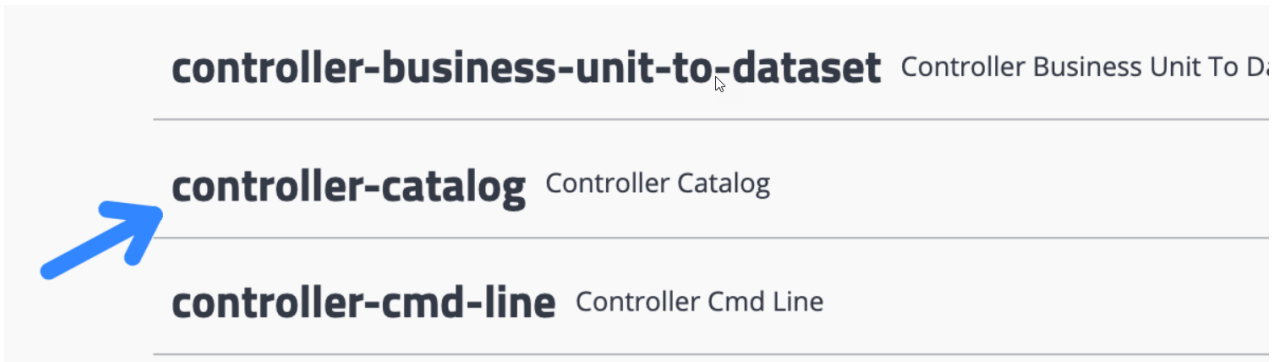 controller-business-unit-to-dataset Controller Business Unit To
controller-catalog Controller Catalog
controller-cmd-line Controller Cmd Line